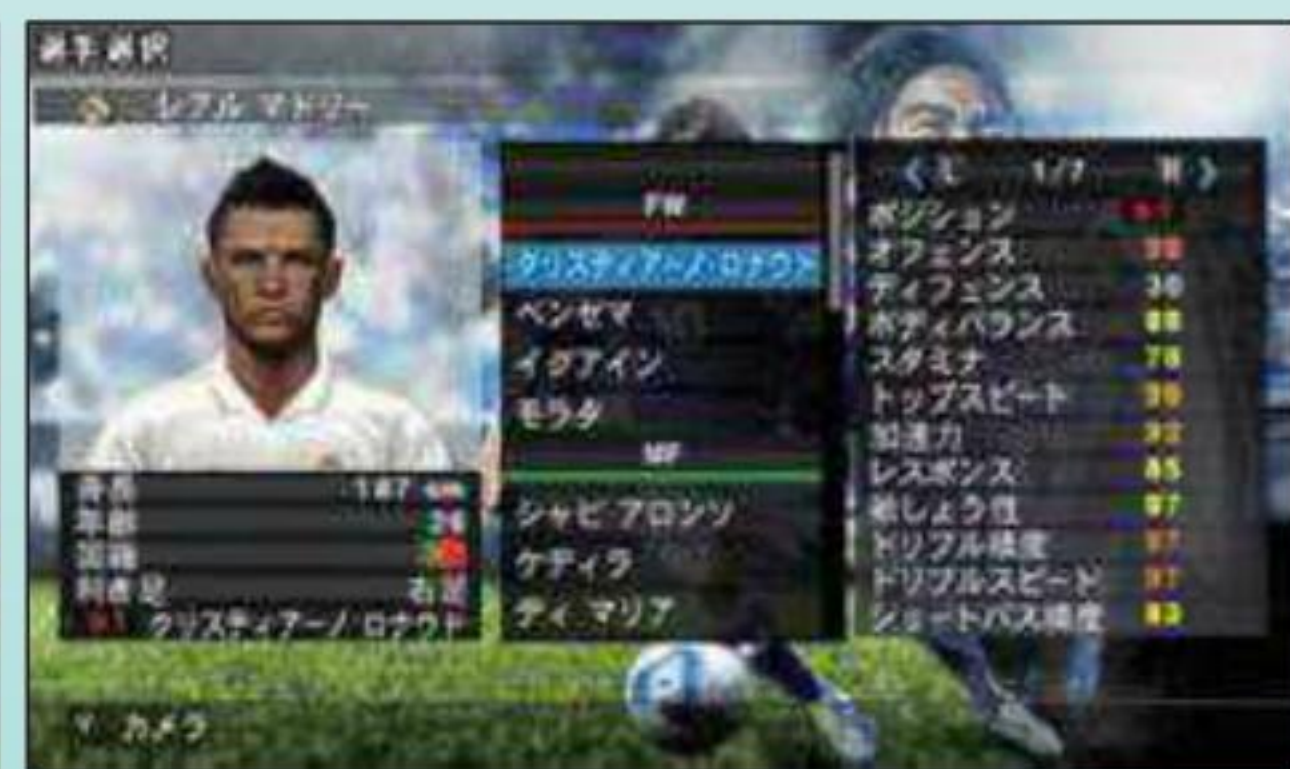 選手選択
レアル マドリー
FW
クリスティアーノ ロナウド
ベンゼマ
イグアイン
モラタ
MF
シャビ アロンソ
ケディラ
ディ マリア
L 1/7 R
ポジション
オフェンス
ディフェンス
ボディバランス
スタミナ 78
トップスピード
加速力
レスポンス
敏しょう性
ドリブル精度
ドリブルスピード
ショートパス精度 83
身長 187 cm
年齢
国籍
利き足 右足
クリスティアーノ ロナウド
Y カメラ